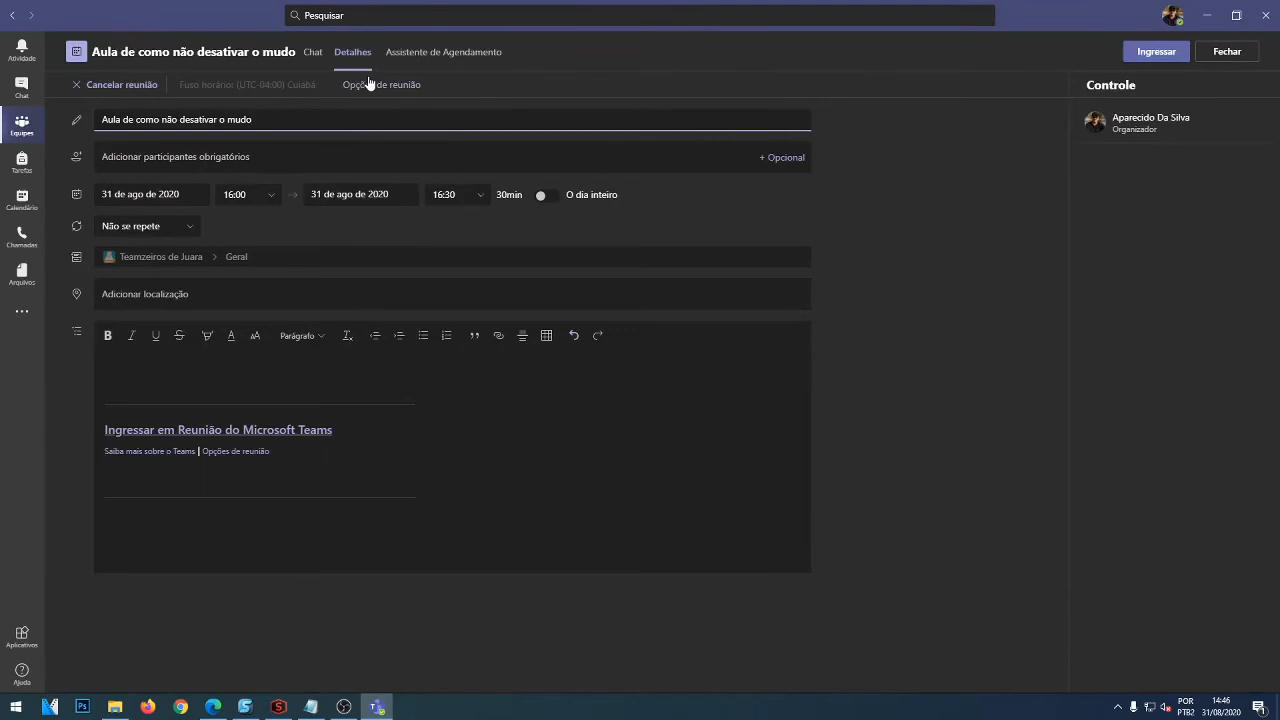 Pesquisar
Atividade
Chat
Equipes
Tarefas
Calendário
Chamadas
Arquivos
Aplicativos
Ajuda
Aula de como não desativar o mudo
Chat
Detalhes
Assistente de Agendamento
Ingressar
Fechar
Cancelar reunião
Fuso horário: (UTC-04:00) Cuiabá
Opções de reunião
Aula de como não desativar o mudo
Adicionar participantes obrigatórios
+ Opcional
31 de ago de 2020
16:00
31 de ago de 2020
16:30
30min
O dia inteiro
Não se repete
Teamzeiros de Juara > Geral
Adicionar localização
B I U S A AA Parágrafo
Ingressar em Reunião do Microsoft Teams
Saiba mais sobre o Teams | Opções de reunião
Controle
Aparecido Da Silva
Organizador
POR
PTB2
14:46
31/08/2020